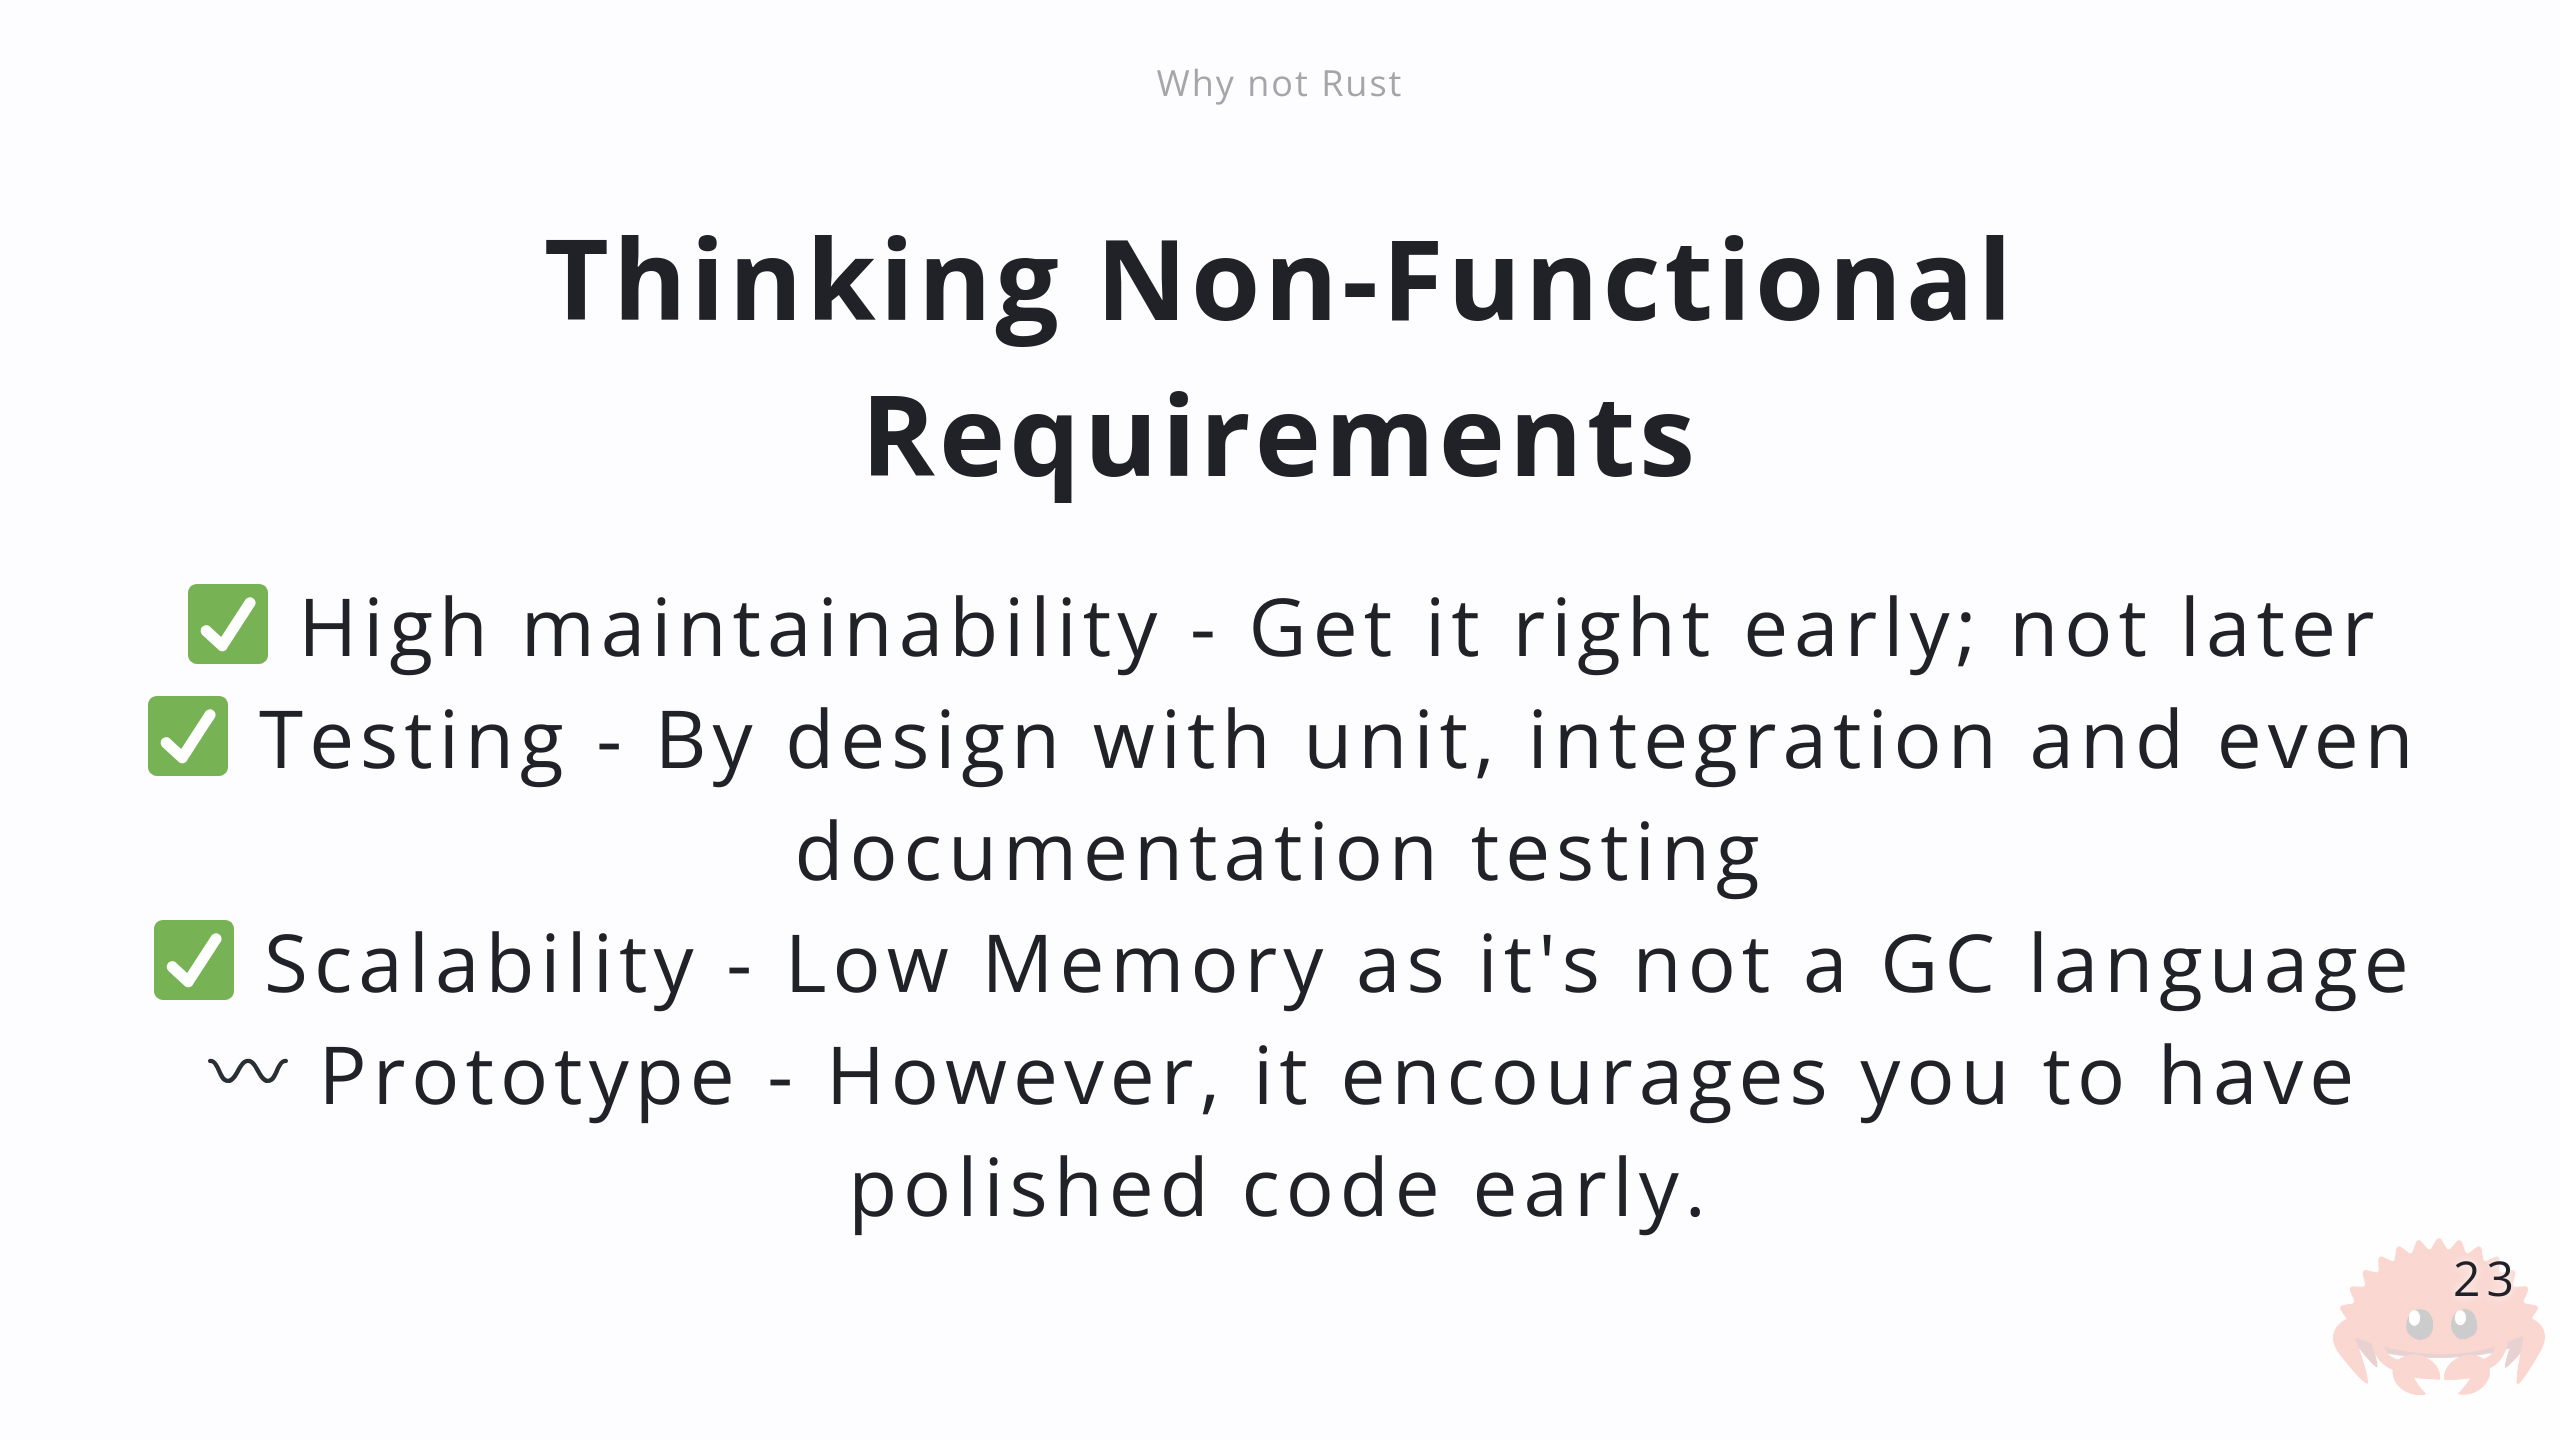 Why not Rust
Thinking Non-Functional
Requirements
✅ High maintainability - Get it right early; not later
✅ Testing - By design with unit, integration and even
documentation testing
✅ Scalability - Low Memory as it's not a GC language
〰 Prototype - However, it encourages you to have
polished code early.
23